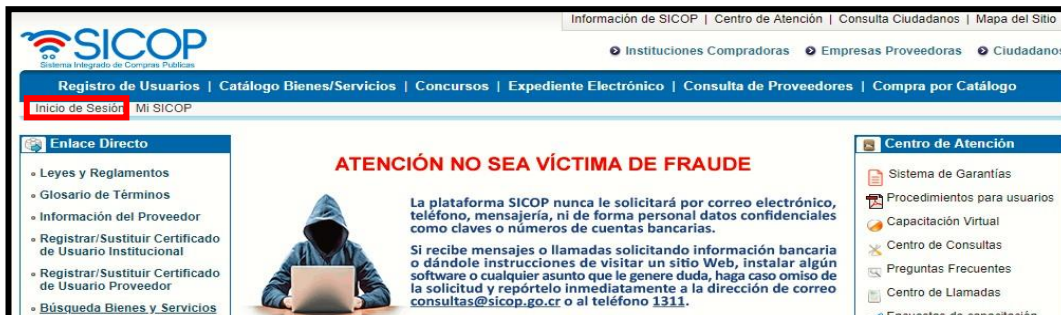 Información de SICOP | Centro de Atención | Consulta Ciudadanos | Mapa del Sitio
SICOP
Sistema Integrado de Compras Publicas
Instituciones Compradoras Empresas Proveedoras Ciudadanos
Registro de Usuarios | Catálogo Bienes/Servicios | Concursos | Expediente Electrónico | Consulta de Proveedores | Compra por Catálogo
Inicio de Sesión Mi SICOP
Enlace Directo
Leyes y Reglamentos
Glosario de Términos
Información del Proveedor
Registrar/Sustituir Certificado
de Usuario Institucional
Registrar/Sustituir Certificado
de Usuario Proveedor
Búsqueda Bienes y Servicios
ATENCIÓN NO SEA VÍCTIMA DE FRAUDE
La plataforma SICOP nunca le solicitará por correo electrónico,
teléfono, mensajería, ni de forma personal datos confidenciales
como claves o números de cuentas bancarias.
Si recibe mensajes o llamadas solicitando información bancaria
o dándole instrucciones de visitar un sitio Web, instalar algún
software o cualquier asunto que le genere duda, haga caso omiso de
la solicitud y repórtelo inmediatamente a la dirección de correo
consultas@sicop.go.cr o al teléfono 1311.
Centro de Atención
Sistema de Garantías
Procedimientos para usuarios
Capacitación Virtual
Centro de Consultas
Preguntas Frecuentes
Centro de Llamadas
Encuestas de capacitación